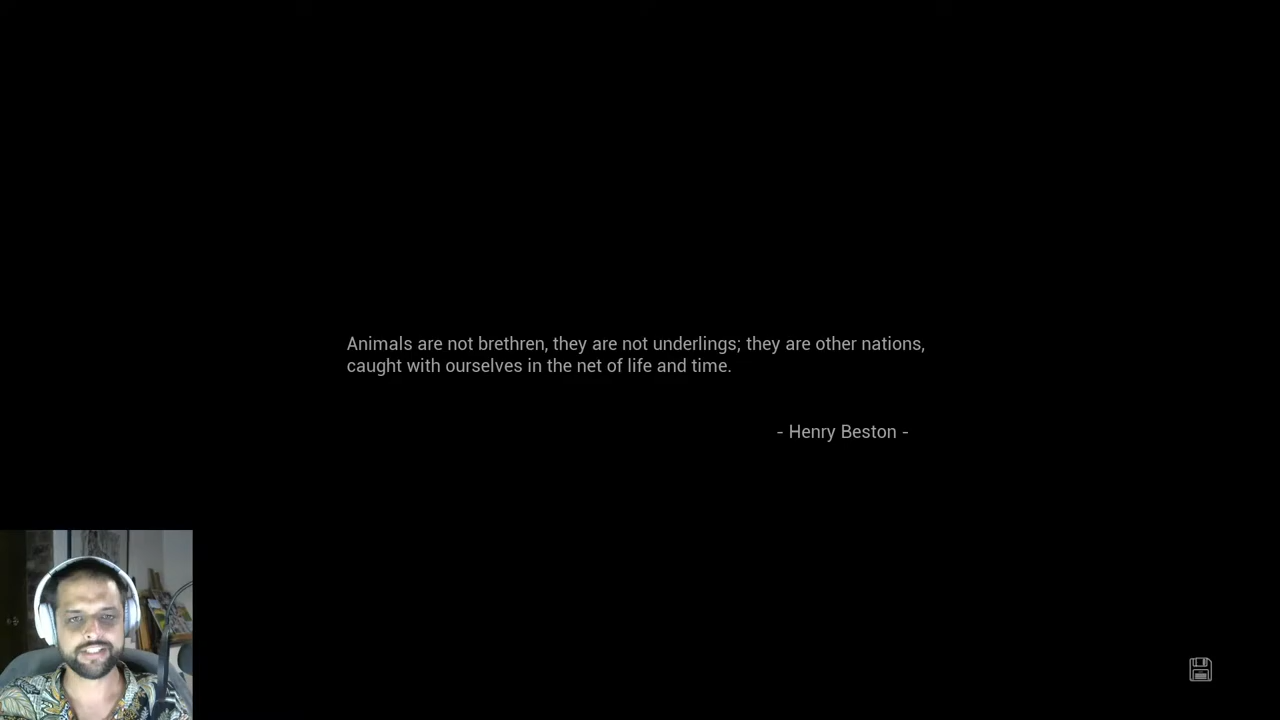 Animals are not brethren, they are not underlings; they are other nations,
caught with ourselves in the net of life and time.
- Henry Beston -